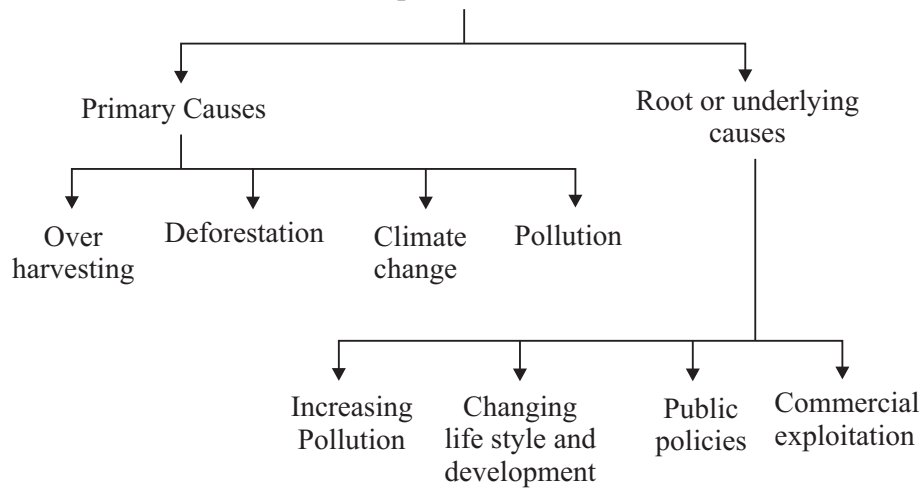 Primary Causes
Root or underlying
causes
Over
harvesting
Deforestation
Climate
change
Pollution
Increasing
Pollution
Changing
life style and
development
Public
policies
Commercial
exploitation